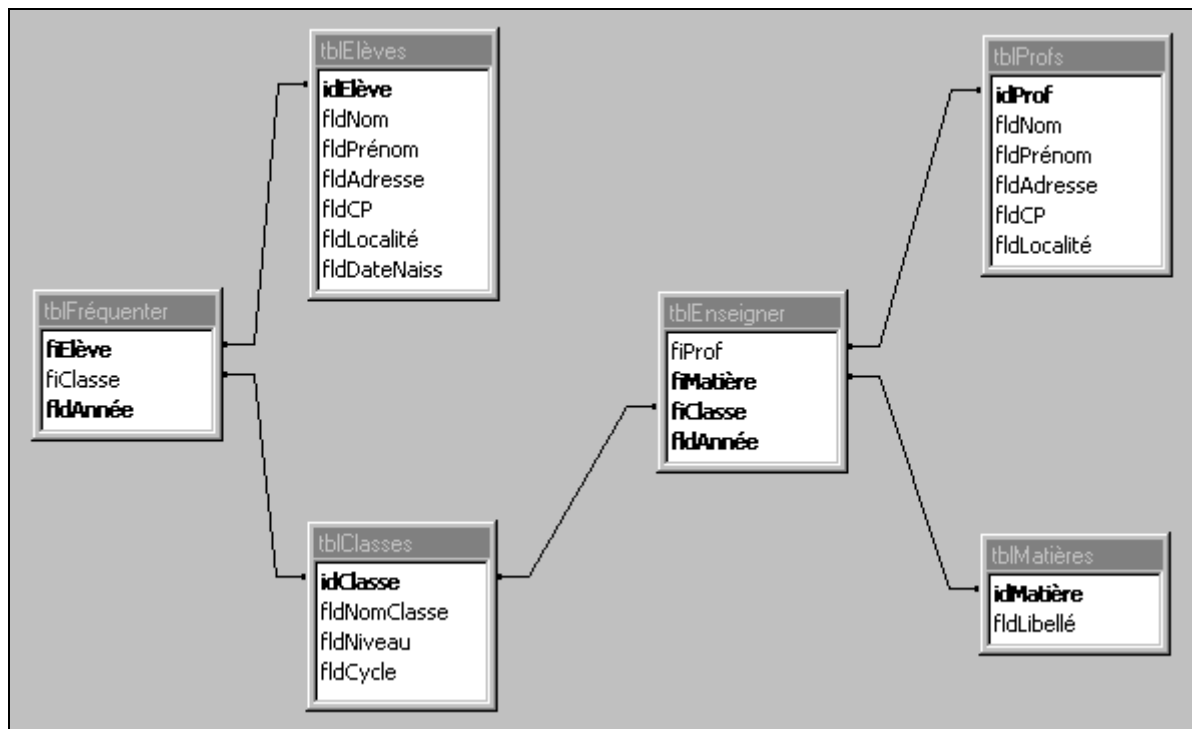 tblElèves
idElève
fldNom
fldPrénom
fldAdresse
fldCP
fldLocalité
fldDateNaiss
tblProfs
idProf
fldNom
fldPrénom
fldAdresse
fldCP
fldLocalité
tblFréquenter
fiElève
fiClasse
fldAnnée
tblEnseigner
fiProf
fiMatière
fiClasse
fldAnnée
tblClasses
idClasse
fldNomClasse
fldNiveau
fldCycle
tblMatières
idMatière
fldLibellé